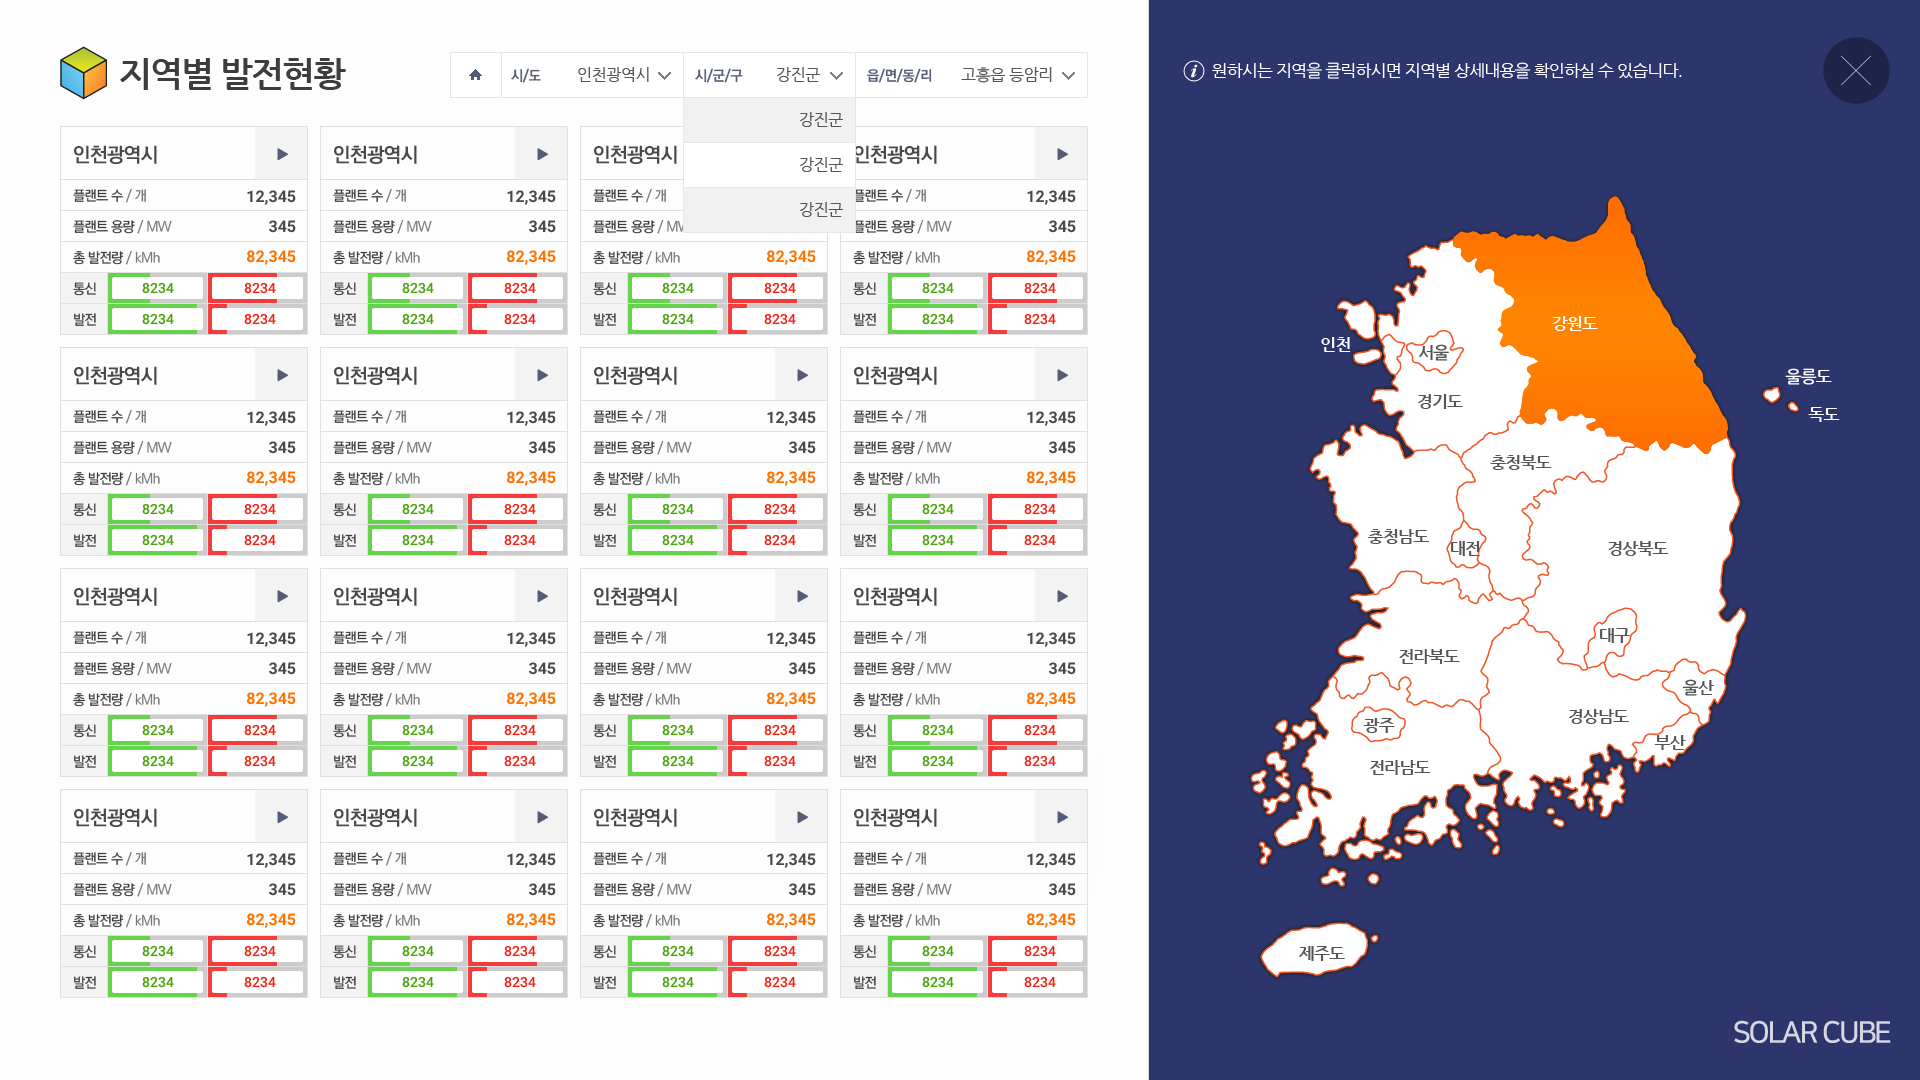 지역별 발전현황
시/도 인천광역시 시/군/구 강진군 읍/면/동/리 고흥읍 등암리
강진군
강진군
강진군
인천광역시 인천광역시 인천광역시 인천광역시
플랜트 수 / 개 12,345 플랜트 수 / 개 12,345 플랜트 수 / 개 플랜트 수 / 개 12,345
플랜트 용량 / MW 345 플랜트 용량 / MW 345 플랜트 용량 / MW 플랜트 용량 / MW 345
총 발전량 / kMh 82,345 총 발전량 / kMh 82,345 총 발전량 / kMh 82,345 총 발전량 / kMh 82,345
통신 8234 8234 통신 8234 8234 통신 8234 8234 통신 8234 8234
발전 8234 8234 발전 8234 8234 발전 8234 8234 발전 8234 8234
인천광역시 인천광역시 인천광역시 인천광역시
플랜트 수 / 개 12,345 플랜트 수 / 개 12,345 플랜트 수 / 개 12,345 플랜트 수 / 개 12,345
플랜트 용량 / MW 345 플랜트 용량 / MW 345 플랜트 용량 / MW 345 플랜트 용량 / MW 345
총 발전량 / kMh 82,345 총 발전량 / kMh 82,345 총 발전량 / kMh 82,345 총 발전량 / kMh 82,345
통신 8234 8234 통신 8234 8234 통신 8234 8234 통신 8234 8234
발전 8234 8234 발전 8234 8234 발전 8234 8234 발전 8234 8234
인천광역시 인천광역시 인천광역시 인천광역시
플랜트 수 / 개 12,345 플랜트 수 / 개 12,345 플랜트 수 / 개 12,345 플랜트 수 / 개 12,345
플랜트 용량 / MW 345 플랜트 용량 / MW 345 플랜트 용량 / MW 345 플랜트 용량 / MW 345
총 발전량 / kMh 82,345 총 발전량 / kMh 82,345 총 발전량 / kMh 82,345 총 발전량 / kMh 82,345
통신 8234 8234 통신 8234 8234 통신 8234 8234 통신 8234 8234
발전 8234 8234 발전 8234 8234 발전 8234 8234 발전 8234 8234
인천광역시 인천광역시 인천광역시 인천광역시
플랜트 수 / 개 12,345 플랜트 수 / 개 12,345 플랜트 수 / 개 12,345 플랜트 수 / 개 12,345
플랜트 용량 / MW 345 플랜트 용량 / MW 345 플랜트 용량 / MW 345 플랜트 용량 / MW 345
총 발전량 / kMh 82,345 총 발전량 / kMh 82,345 총 발전량 / kMh 82,345 총 발전량 / kMh 82,345
통신 8234 8234 통신 8234 8234 통신 8234 8234 통신 8234 8234
발전 8234 8234 발전 8234 8234 발전 8234 8234 발전 8234 8234
원하시는 지역을 클릭하시면 지역별 상세내용을 확인하실 수 있습니다.
강원도
인천
서울
울릉도
경기도
독도
충청북도
충청남도
대전
경상북도
대구
전라북도
울산
경상남도
광주
부산
전라남도
제주도
SOLAR CUBE